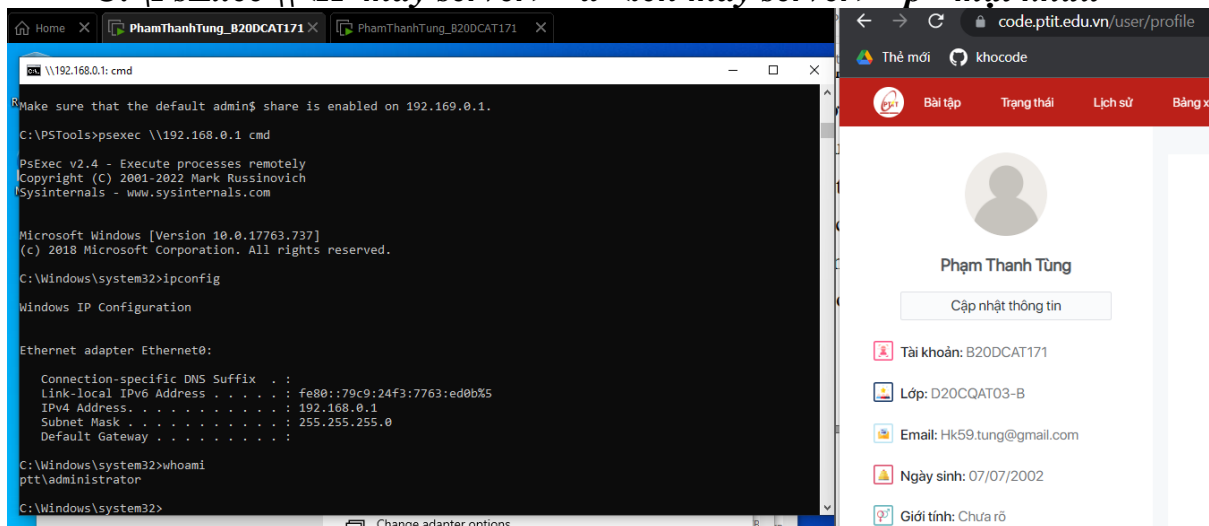 Home
PhamThanhTung_B20DCAT171
PhamThanhTung_B20DCAT171
\\192.168.0.1: cmd
Make sure that the default admin$ share is enabled on 192.169.0.1.
C:\PSTools>psexec \\192.168.0.1 cmd
PsExec v2.4 - Execute processes remotely
Copyright (C) 2001-2022 Mark Russinovich
Sysinternals - www.sysinternals.com
Microsoft Windows [Version 10.0.17763.737]
(c) 2018 Microsoft Corporation. All rights reserved.
C:\Windows\system32>ipconfig
Windows IP Configuration
Ethernet adapter Ethernet0:
Connection-specific DNS Suffix . :
Link-local IPv6 Address . . . . . : fe80::79c9:24f3:7763:ed0b%5
IPv4 Address. . . . . . . . . . . : 192.168.0.1
Subnet Mask . . . . . . . . . . . : 255.255.255.0
Default Gateway . . . . . . . . . :
C:\Windows\system32>whoami
ptt\administrator
C:\Windows\system32>
Change adapter options
code.ptit.edu.vn/user/profile
Thẻ mới
khocode
Bài tập
Trạng thái
Lịch sử
Bảng x
Phạm Thanh Tùng
Cập nhật thông tin
Tài khoản: B20DCAT171
Lớp: D20CQAT03-B
Email: Hk59.tung@gmail.com
Ngày sinh: 07/07/2002
Giới tính: Chưa rõ